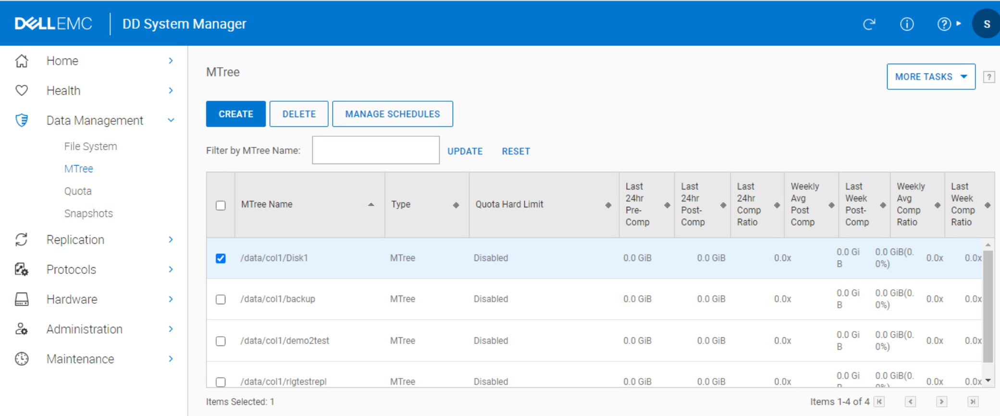 DELLEMC DD System Manager S
Home
Health
Data Management
File System
MTree
Quota
Snapshots
Replication
Protocols
Hardware
Administration
Maintenance
MTree
MORE TASKS ?
CREATE DELETE MANAGE SCHEDULES
Filter by MTree Name: UPDATE RESET
MTree Name
Type
Quota Hard Limit
Last
24hr
Pre-
Comp
Last
24hr
Post-
Comp
Last
24hr
Comp
Ratio
Weekly
Avg
Post
Comp
Last
Week
Post-
Comp
Weekly
Avg
Comp
Ratio
Last
Week
Comp
Ratio
/data/col1/Disk1 MTree Disabled 0.0 GiB 0.0 GiB 0.0x 0.0 Gi 0.0 GiB(0. 0.0x 0.0x
B 0%)
/data/col1/backup MTree Disabled 0.0 GiB 0.0 GiB 0.0x 0.0 Gi 0.0 GiB(0. 0.0x 0.0x
B 0%)
/data/col1/demo2test MTree Disabled 0.0 GiB 0.0 GiB 0.0x 0.0 Gi 0.0 GiB(0. 0.0x 0.0x
B 0%)
/data/col1/rlgtestrepl MTree Disabled 0.0 GiB 0.0 GiB 0.0x 0.0 Gi 0.0 GiB(0. 0.0x 0.0x
Items Selected: 1
Items 1-4 of 4